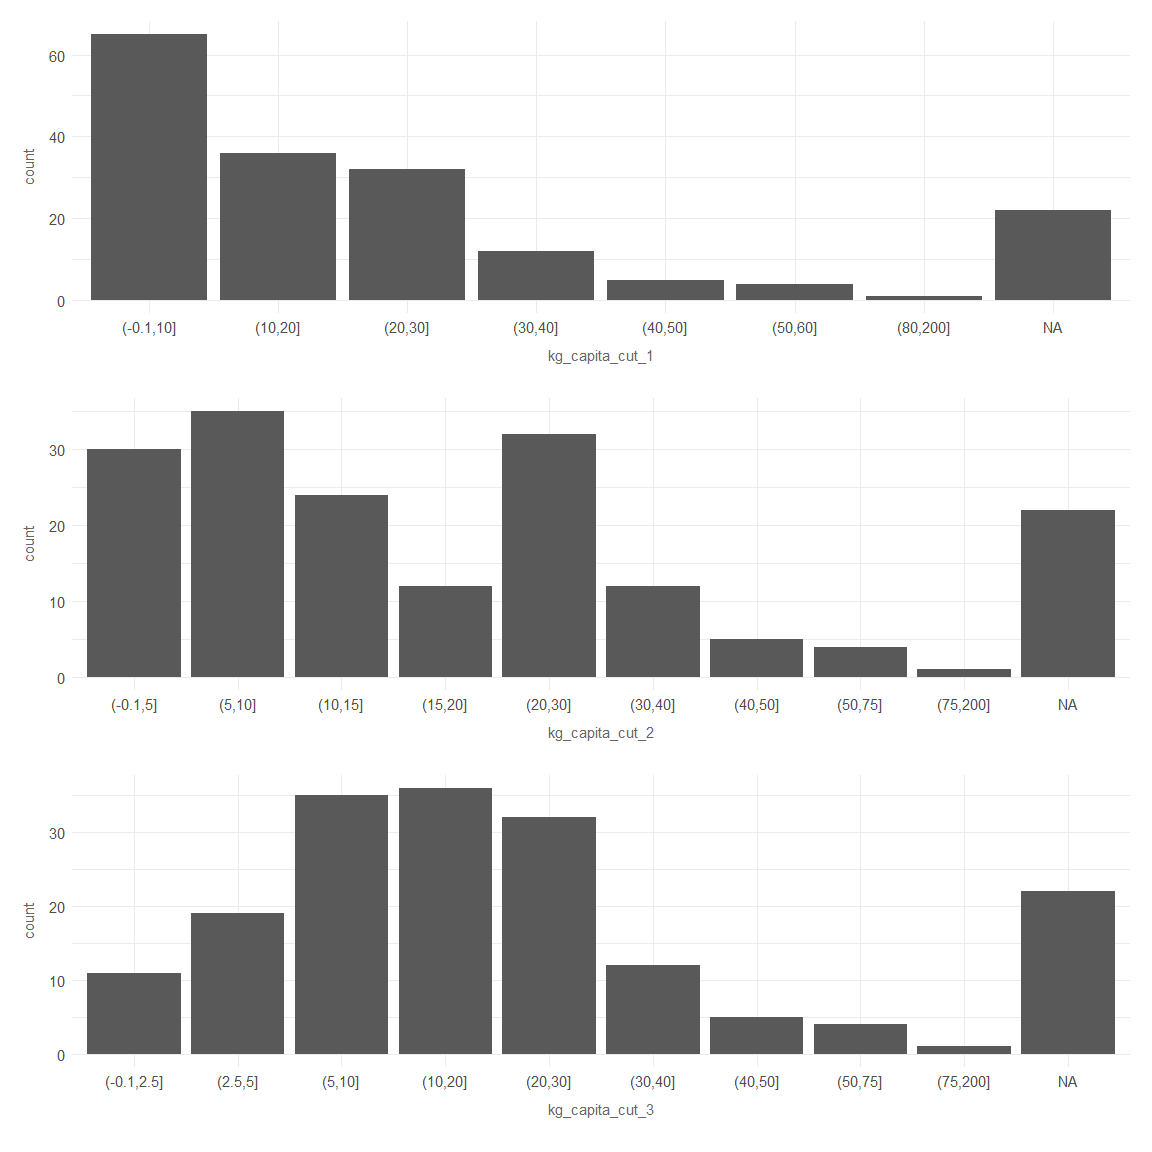 60
40
20
0
count
(-0.1,10] (10,20] (20,30] (30,40] (40,50] (50,60] (80,200] NA
kg_capita_cut_1
30
20
10
0
count
(-0.1,5] (5,10] (10,15] (15,20] (20,30] (30,40] (40,50] (50,75] (75,200] NA
kg_capita_cut_2
30
20
10
0
count
(-0.1,2.5] (2.5,5] (5,10] (10,20] (20,30] (30,40] (40,50] (50,75] (75,200] NA
kg_capita_cut_3